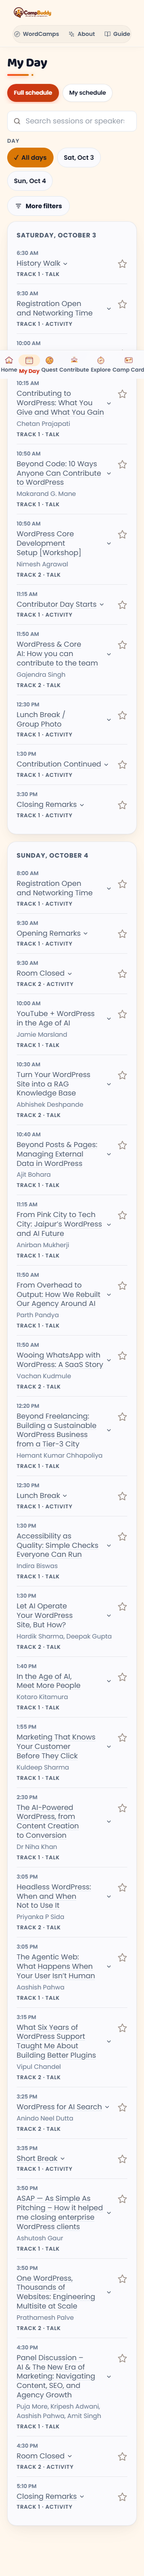 CampBuddy
WordCamps
About
Guide
My Day
Full schedule
My schedule
Search sessions or speaker
DAY
✓ All days
Sat, Oct 3
Sun, Oct 4
More filters
SATURDAY, OCTOBER 3
6:30 AM
History Walk
TRACK 1 · TALK
9:30 AM
Registration Open
and Networking Time
TRACK 1 · ACTIVITY
10:00 AM
Home
My Day
Quest
Contribute
Explore
Camp Card
10:15 AM
Contributing to
WordPress: What You
Give and What You Gain
Chetan Prajapati
TRACK 1 · TALK
10:50 AM
Beyond Code: 10 Ways
Anyone Can Contribute
to WordPress
Makarand G. Mane
TRACK 1 · TALK
10:50 AM
WordPress Core
Development
Setup [Workshop]
Nimesh Agrawal
TRACK 2 · TALK
11:15 AM
Contributor Day Starts
TRACK 1 · ACTIVITY
11:50 AM
WordPress & Core
AI: How you can
contribute to the team
Gajendra Singh
TRACK 2 · TALK
12:30 PM
Lunch Break /
Group Photo
TRACK 1 · ACTIVITY
1:30 PM
Contribution Continued
TRACK 1 · ACTIVITY
3:30 PM
Closing Remarks
TRACK 1 · ACTIVITY
SUNDAY, OCTOBER 4
8:00 AM
Registration Open
and Networking Time
TRACK 1 · ACTIVITY
9:30 AM
Opening Remarks
TRACK 1 · ACTIVITY
9:30 AM
Room Closed
TRACK 2 · ACTIVITY
10:00 AM
YouTube + WordPress
in the Age of AI
Jamie Marsland
TRACK 1 · TALK
10:30 AM
Turn Your WordPress
Site into a RAG
Knowledge Base
Abhishek Deshpande
TRACK 2 · TALK
10:40 AM
Beyond Posts & Pages:
Managing External
Data in WordPress
Ajit Bohara
TRACK 1 · TALK
11:15 AM
From Pink City to Tech
City: Jaipur's WordPress
and AI Future
Anirban Mukherji
TRACK 1 · TALK
11:50 AM
From Overhead to
Output: How We Rebuilt
Our Agency Around AI
Parth Pandya
TRACK 1 · TALK
11:50 AM
Wooing WhatsApp with
WordPress: A SaaS Story
Vachan Kudmule
TRACK 2 · TALK
12:20 PM
Beyond Freelancing:
Building a Sustainable
WordPress Business
from a Tier-3 City
Hemant Kumar Chhapoliya
TRACK 1 · TALK
12:30 PM
Lunch Break
TRACK 1 · ACTIVITY
1:30 PM
Accessibility as
Quality: Simple Checks
Everyone Can Run
Indira Biswas
TRACK 1 · TALK
1:30 PM
Let AI Operate
Your WordPress
Site, But How?
Hardik Sharma, Deepak Gupta
TRACK 2 · TALK
1:40 PM
In the Age of AI,
Meet More People
Kotaro Kitamura
TRACK 1 · TALK
1:55 PM
Marketing That Knows
Your Customer
Before They Click
Kuldeep Sharma
TRACK 1 · TALK
2:30 PM
The AI-Powered
WordPress, from
Content Creation
to Conversion
Dr Niha Khan
TRACK 1 · TALK
3:05 PM
Headless WordPress:
When and When
Not to Use It
Priyanka P Sida
TRACK 2 · TALK
3:05 PM
The Agentic Web:
What Happens When
Your User Isn't Human
Aashish Pahwa
TRACK 1 · TALK
3:15 PM
What Six Years of
WordPress Support
Taught Me About
Building Better Plugins
Vipul Chandel
TRACK 2 · TALK
3:25 PM
WordPress for AI Search
Aninda Neel Dutta
TRACK 2 · TALK
3:35 PM
Short Break
TRACK 1 · ACTIVITY
3:50 PM
ASAP — As Simple As
Pitching – How it helped
me closing enterprise
WordPress clients
Ashutosh Gaur
TRACK 1 · TALK
3:50 PM
One WordPress,
Thousands of
Websites: Engineering
Multisite at Scale
Prathamesh Palve
TRACK 2 · TALK
4:30 PM
Panel Discussion –
AI & The New Era of
Marketing: Navigating
Content, SEO, and
Agency Growth
Puja More, Kripesh Adwani,
Aashish Pahwa, Amit Singh
TRACK 1 · TALK
4:30 PM
Room Closed
TRACK 2 · ACTIVITY
5:10 PM
Closing Remarks
TRACK 1 · ACTIVITY